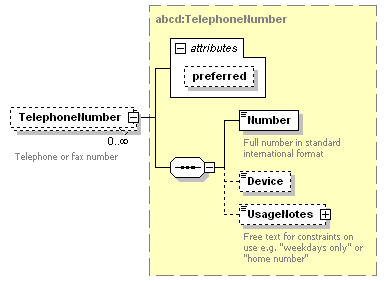 abcd:TelephoneNumber
attributes
preferred
TelephoneNumber
0..∞
Telephone or fax number
Number
Full number in standard
international format
Device
UsageNotes
Free text for constraints on
use e.g. "weekdays only" or
"home number"